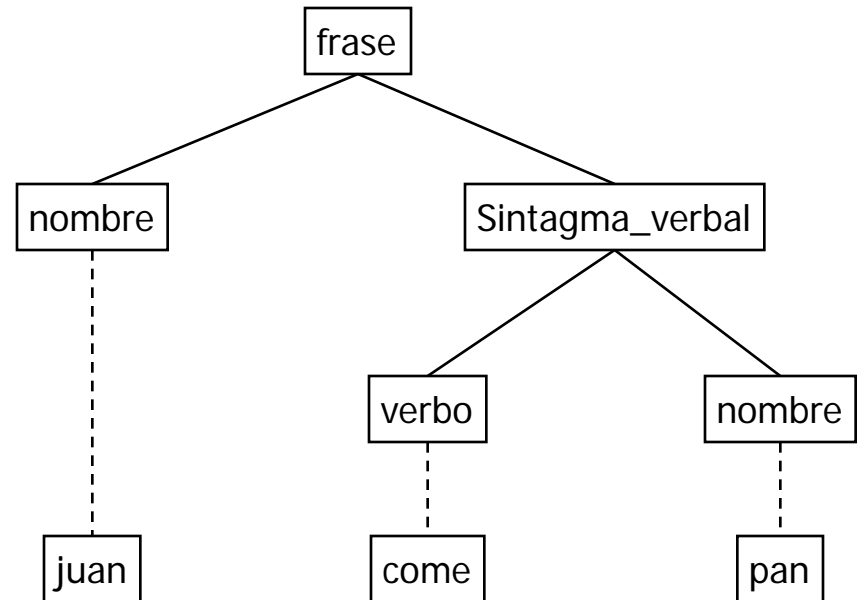 frase
nombre
Sintagma_verbal
verbo
nombre
juan
come
pan